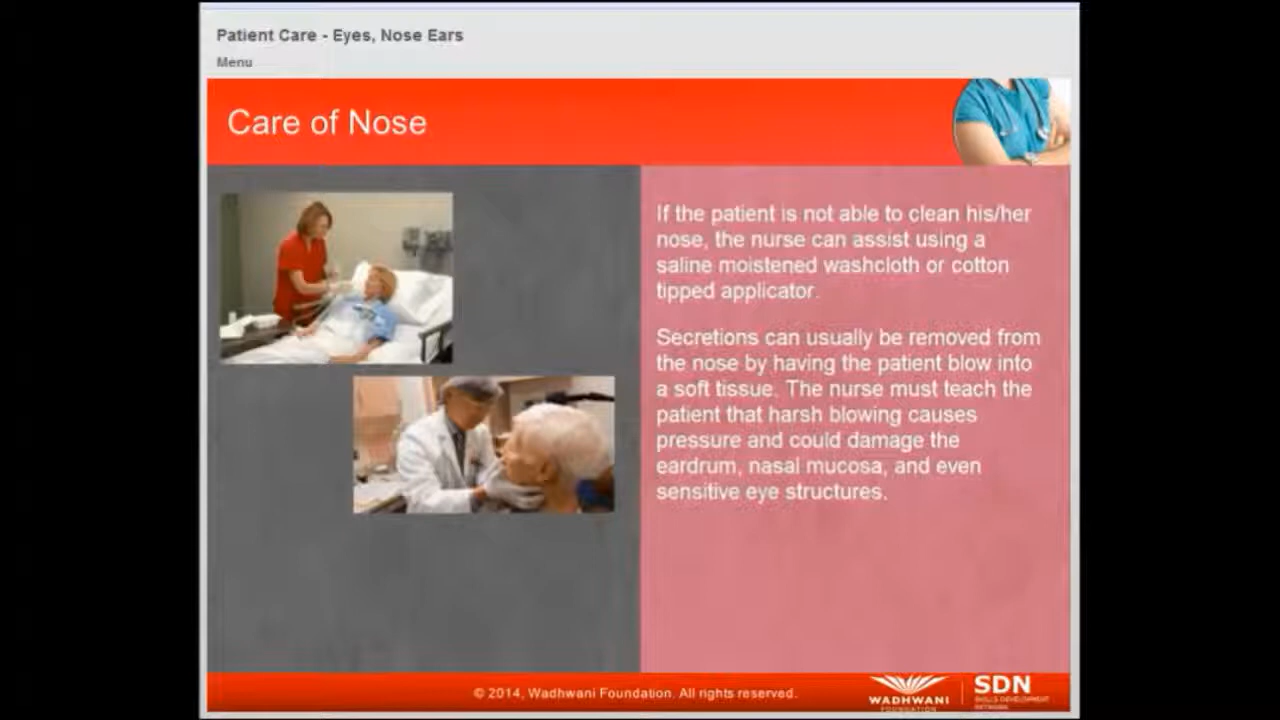 Patient Care - Eyes, Nose Ears
Menu
Care of Nose
If the patient is not able to clean his/her
nose, the nurse can assist using a
saline moistened washcloth or cotton
tipped applicator.
Secretions can usually be removed from
the nose by having the patient blow into
a soft tissue. The nurse must teach the
patient that harsh blowing causes
pressure and could damage the
eardrum, nasal mucosa, and even
sensitive eye structures.
© 2014, Wadhwani Foundation. All rights reserved.
WADHWANI
FOUNDATION
SDN
SKILLS DEVELOPMENT
NETWORK